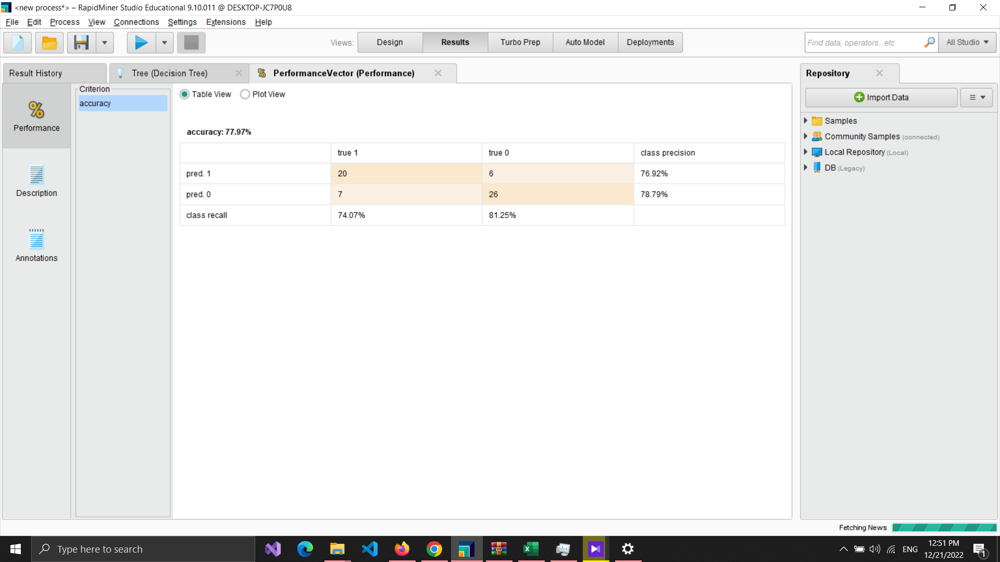 <new process*> – RapidMiner Studio Educational 9.10.011 @ DESKTOP-JC7P0U8
File Edit Process View Connections Settings Extensions Help
Views: Design Results Turbo Prep Auto Model Deployments
Find data, operators...etc
All Studio
Result History
Tree (Decision Tree)
% PerformanceVector (Performance)
Repository
%
Performance
Description
Annotations
Criterion
accuracy
Table View Plot View
accuracy: 77.97%
true 1 true 0 class precision
pred. 1 20 6 76.92%
pred. 0 7 26 78.79%
class recall 74.07% 81.25%
Import Data
Samples
Community Samples (connected)
Local Repository (Local)
DB (Legacy)
Fetching News
Type here to search
ENG
12:51 PM
12/21/2022
1